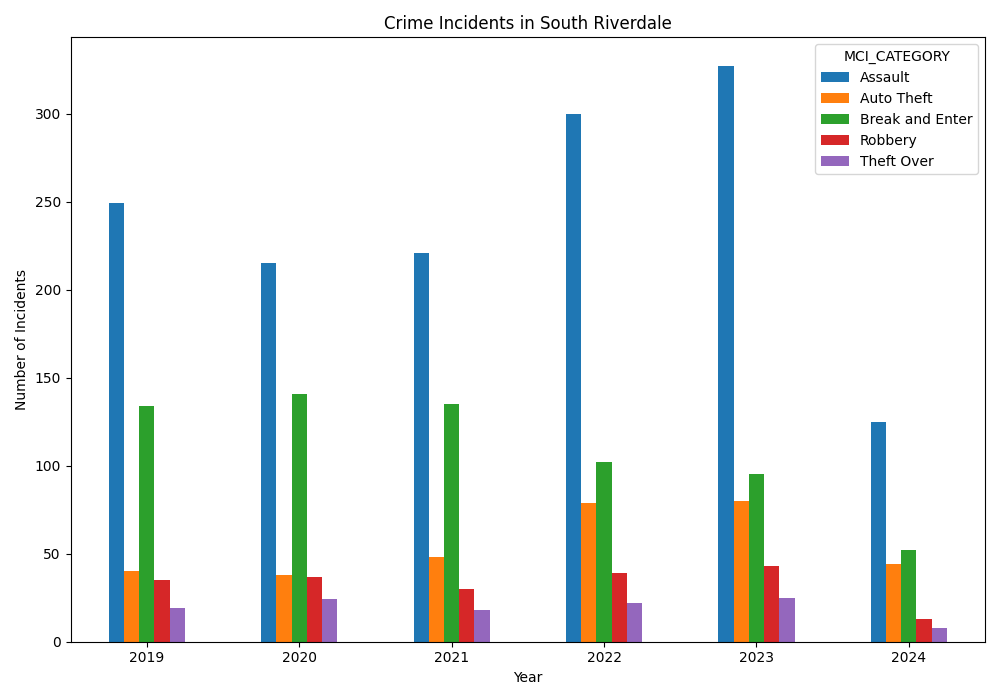 Crime Incidents in South Riverdale
MCI_CATEGORY
Assault
Auto Theft
Break and Enter
Robbery
Theft Over
Number of Incidents
300
250
200
150
100
50
0
2019 2020 2021 2022 2023 2024
Year